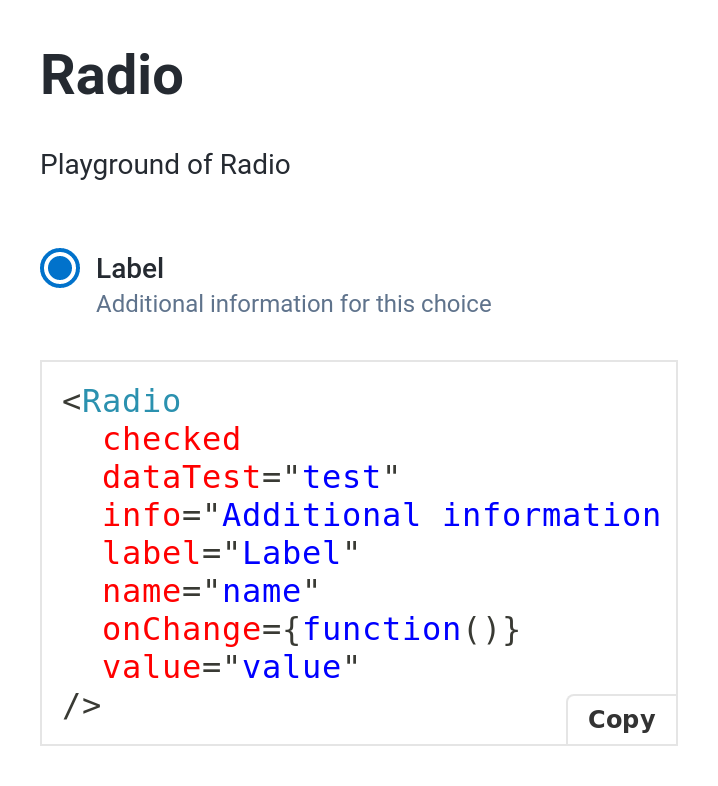 Radio
Playground of Radio
Label
Additional information for this choice
<Radio
  checked
  dataTest="test"
  info="Additional information
  label="Label"
  name="name"
  onChange={function()}
  value="value"
/>
Copy